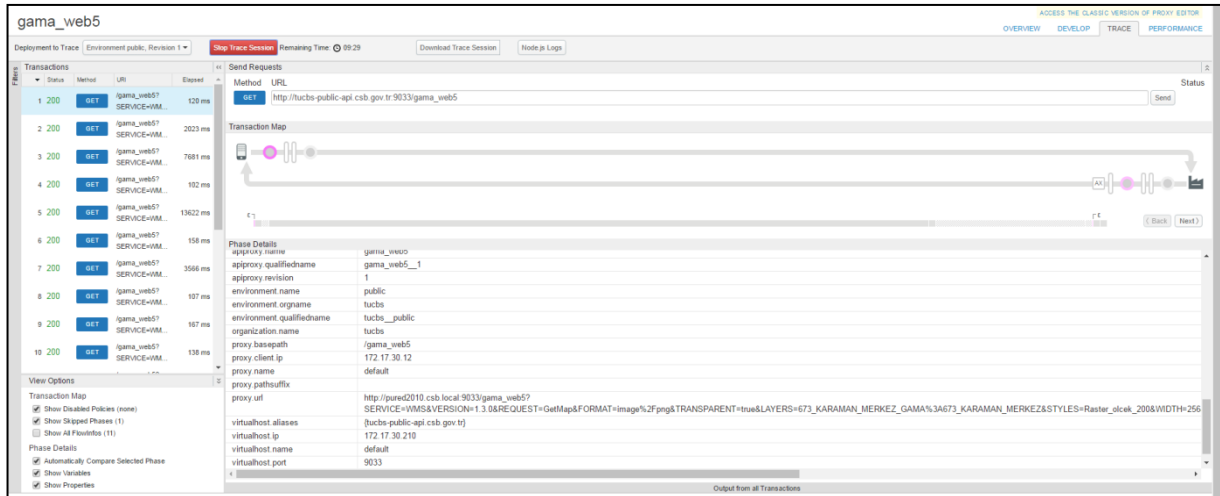 ACCESS THE CLASSIC VERSION OF PROXY EDITOR
gama_web5
OVERVIEW DEVELOP TRACE PERFORMANCE
Deployment to Trace Environment public, Revision 1 Stop Trace Session Remaining Time: 09:29 Download Trace Session Node.js Logs
Filters
Transactions
Status Method URI Elapsed
1 200 GET /gama_web5? SERVICE=WM... 120 ms
2 200 GET /gama_web5? SERVICE=WM... 2023 ms
3 200 GET /gama_web5? SERVICE=WM... 7681 ms
4 200 GET /gama_web5? SERVICE=WM... 102 ms
5 200 GET /gama_web5? SERVICE=WM... 13622 ms
6 200 GET /gama_web5? SERVICE=WM... 158 ms
7 200 GET /gama_web5? SERVICE=WM... 3566 ms
8 200 GET /gama_web5? SERVICE=WM... 107 ms
9 200 GET /gama_web5? SERVICE=WM... 167 ms
10 200 GET /gama_web5? SERVICE=WM... 138 ms
View Options
Transaction Map
Show Disabled Policies (none)
Show Skipped Phases (1)
Show All FlowInfos (11)
Phase Details
Automatically Compare Selected Phase
Show Variables
Show Properties
Send Requests
Method URL Status
GET http://tucbs-public-api.csb.gov.tr:9033/gama_web5 Send
Transaction Map
AX
Back Next
Phase Details
apiproxy.name gama_web5
apiproxy.qualifiedname gama_web5__1
apiproxy.revision 1
environment.name public
environment.orgname tucbs
environment.qualifiedname tucbs__public
organization.name tucbs
proxy.basepath /gama_web5
proxy.client.ip 172.17.30.12
proxy.name default
proxy.pathsuffix
proxy.url http://pured2010.csb.local:9033/gama_web5?
SERVICE=WMS&VERSION=1.3.0&REQUEST=GetMap&FORMAT=image%2Fpng&TRANSPARENT=true&LAYERS=673_KARAMAN_MERKEZ_GAMA%3A673_KARAMAN_MERKEZ&STYLES=Raster_olcek_200&WIDTH=256
virtualhost.aliases {tucbs-public-api.csb.gov.tr}
virtualhost.ip 172.17.30.210
virtualhost.name default
virtualhost.port 9033
Output from all Transactions